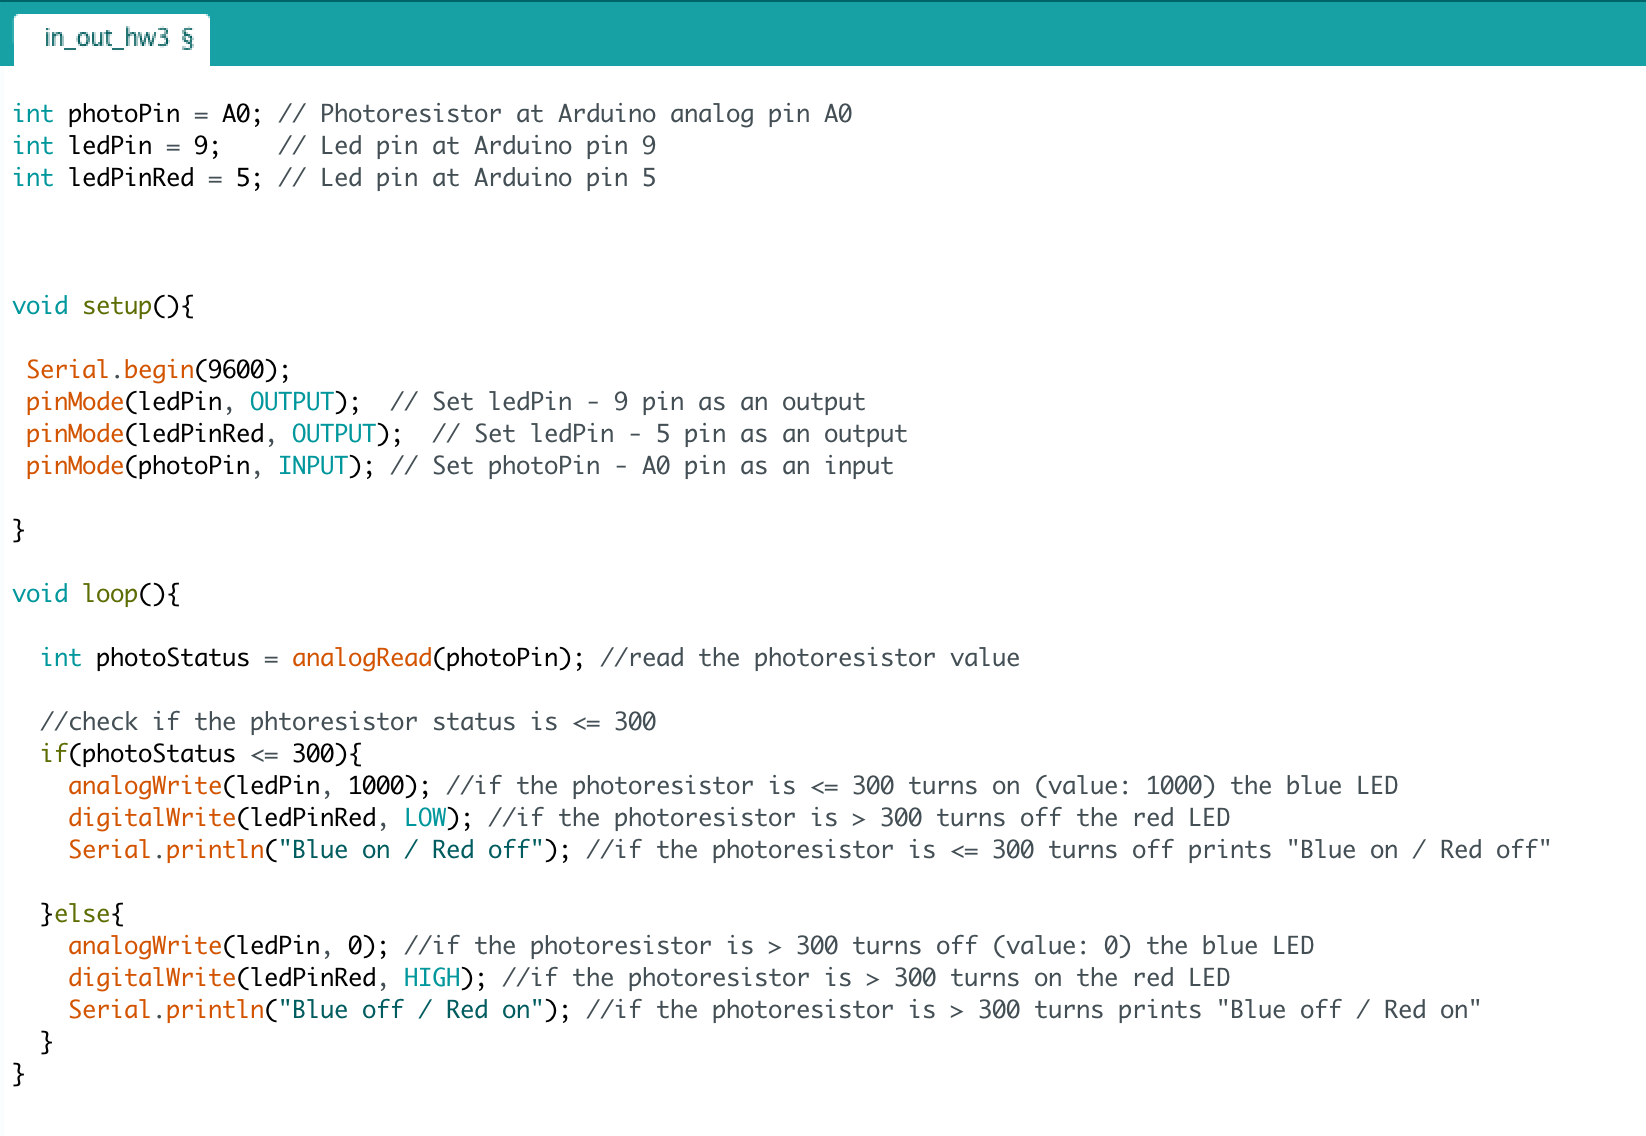 in_out_hw3 §
int photoPin = A0; // Photoresistor at Arduino analog pin A0
int ledPin = 9;    // Led pin at Arduino pin 9
int ledPinRed = 5; // Led pin at Arduino pin 5
void setup(){
 Serial.begin(9600);
 pinMode(ledPin, OUTPUT);  // Set ledPin - 9 pin as an output
 pinMode(ledPinRed, OUTPUT);  // Set ledPin - 5 pin as an output
 pinMode(photoPin, INPUT); // Set photoPin - A0 pin as an input
}
void loop(){
  int photoStatus = analogRead(photoPin); //read the photoresistor value
  //check if the phtoresistor status is <= 300
  if(photoStatus <= 300){
    analogWrite(ledPin, 1000); //if the photoresistor is <= 300 turns on (value: 1000) the blue LED
    digitalWrite(ledPinRed, LOW); //if the photoresistor is > 300 turns off the red LED
    Serial.println("Blue on / Red off"); //if the photoresistor is <= 300 turns off prints "Blue on / Red off"
  }else{
    analogWrite(ledPin, 0); //if the photoresistor is > 300 turns off (value: 0) the blue LED
    digitalWrite(ledPinRed, HIGH); //if the photoresistor is > 300 turns on the red LED
    Serial.println("Blue off / Red on"); //if the photoresistor is > 300 turns prints "Blue off / Red on"
  }
}